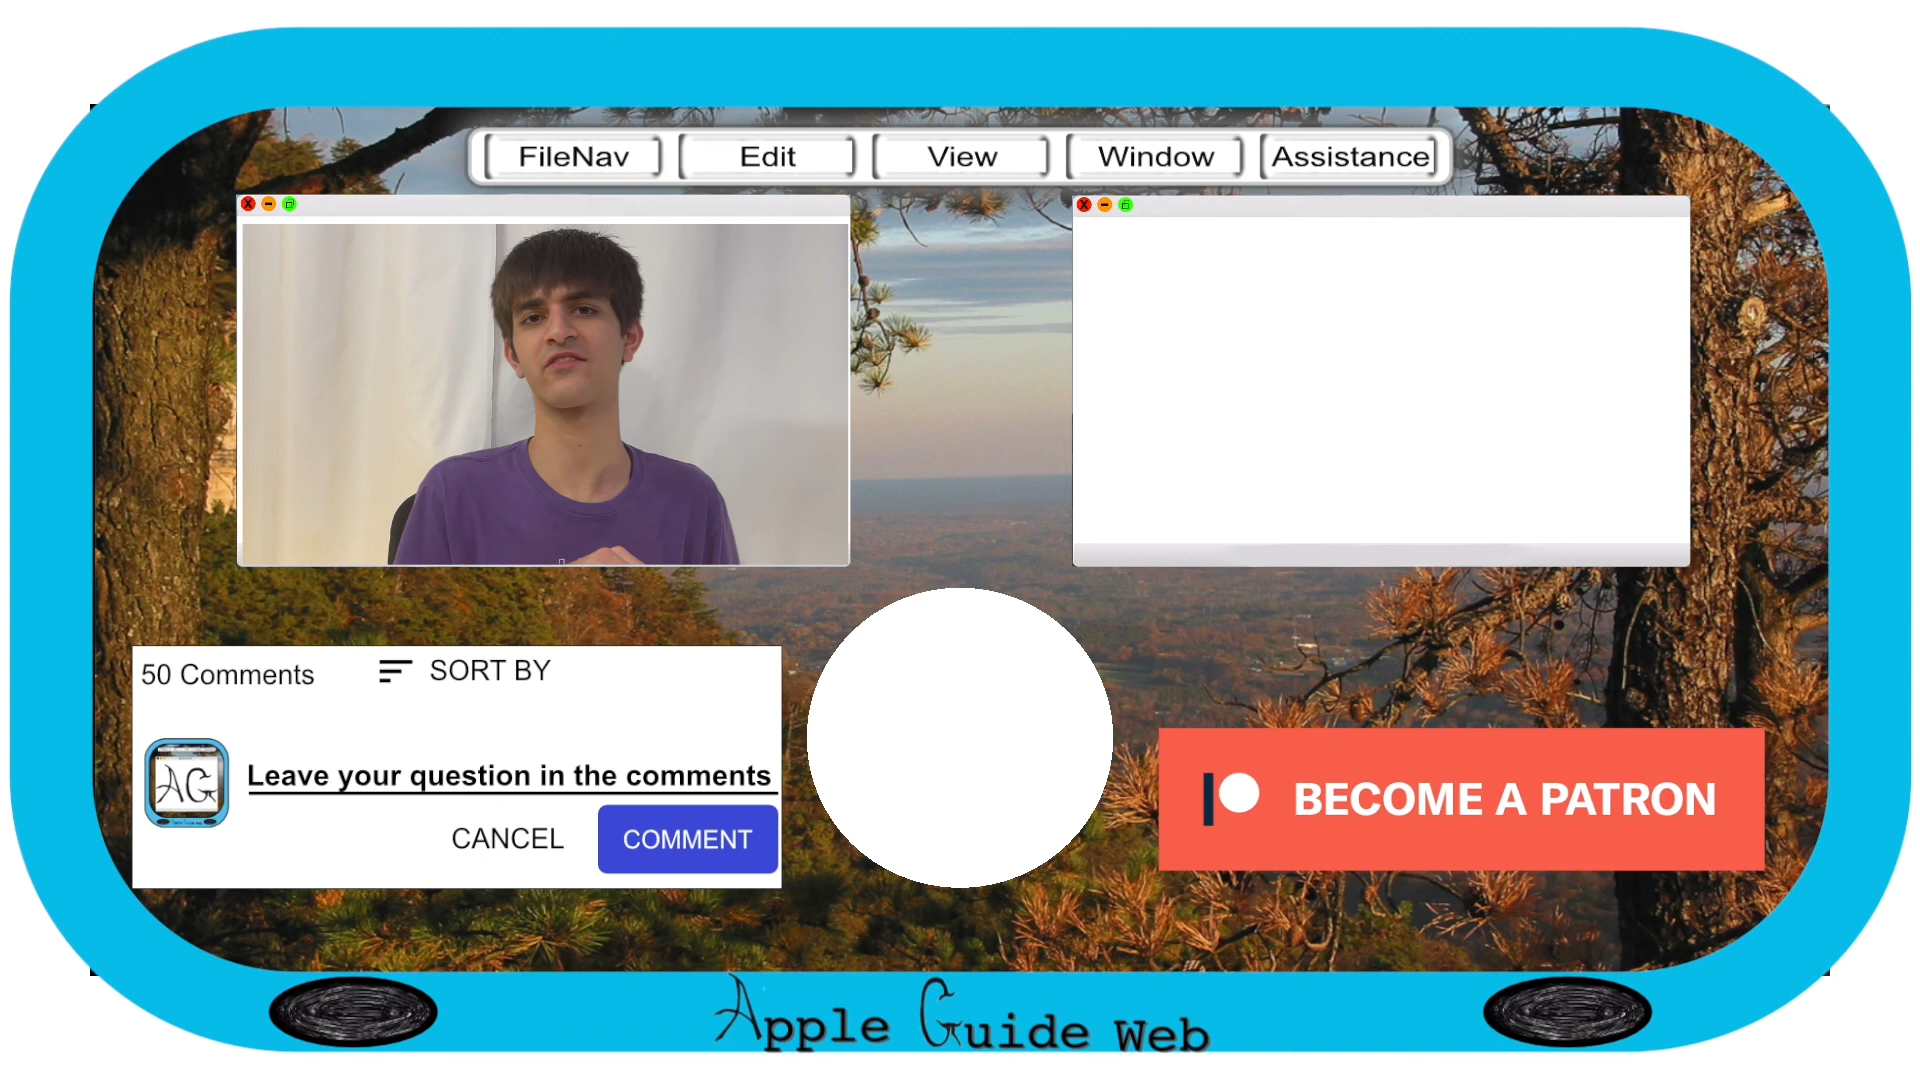 FileNav Edit View Window Assistance
50 Comments SORT BY
AG
Leave your question in the comments
CANCEL COMMENT
BECOME A PATRON
Apple Guide Web